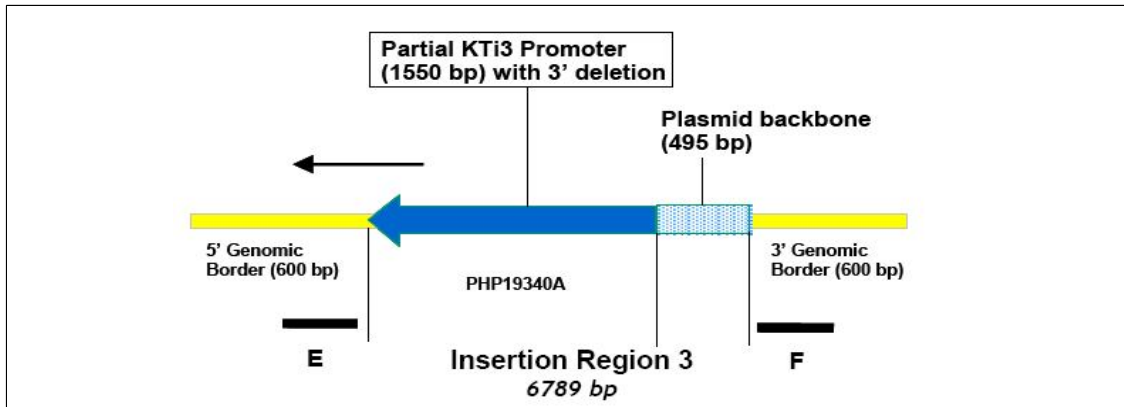 Partial KTi3 Promoter
(1550 bp) with 3’ deletion
Plasmid backbone
(495 bp)
5’ Genomic
Border (600 bp)
3’ Genomic
Border (600 bp)
PHP19340A
E
Insertion Region 3
F
6789 bp